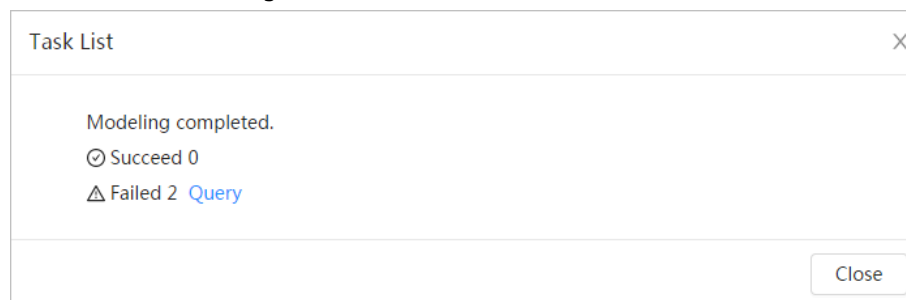 Task List
Modeling completed.
Succeed 0
Failed 2 Query
Close